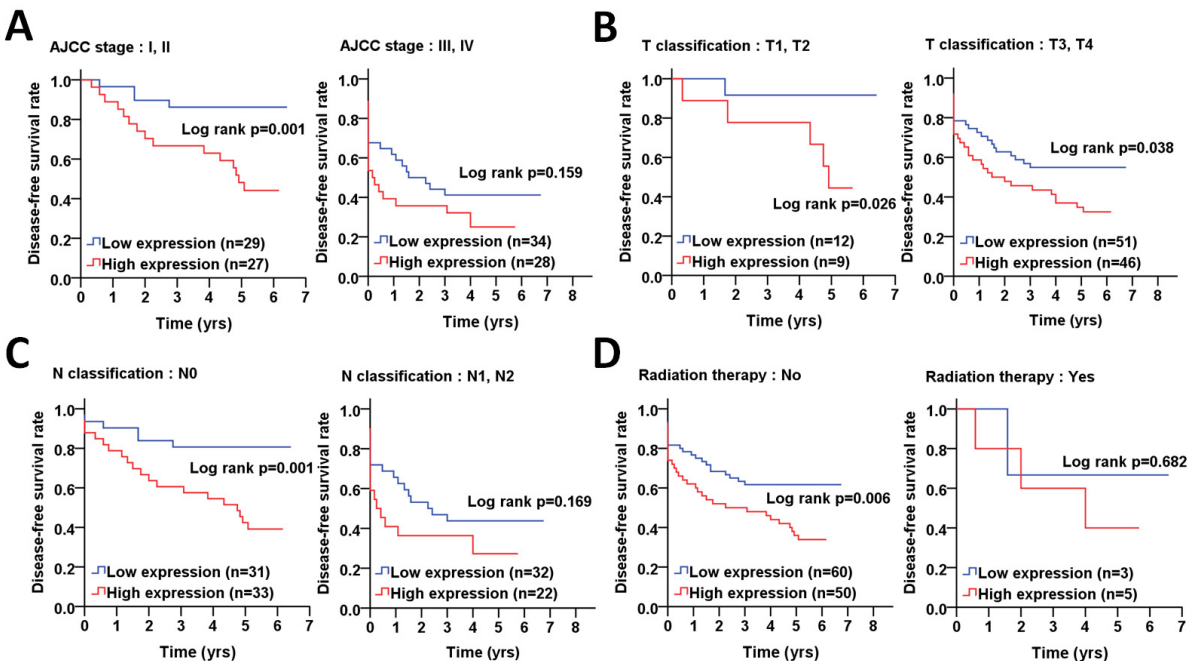 A
AJCC stage : I, II
Disease-free survival rate
1.0
0.8
0.6
0.4
0.2
0.0
Log rank p=0.001
Low expression (n=29)
High expression (n=27)
0 1 2 3 4 5 6 7
Time (yrs)
AJCC stage : III, IV
Disease-free survival rate
1.0
0.8
0.6
0.4
0.2
0.0
Log rank p=0.159
Low expression (n=34)
High expression (n=28)
0 1 2 3 4 5 6 7 8
Time (yrs)
B
T classification : T1, T2
Disease-free survival rate
1.0
0.8
0.6
0.4
0.2
0.0
Log rank p=0.026
Low expression (n=12)
High expression (n=9)
0 1 2 3 4 5 6 7
Time (yrs)
T classification : T3, T4
Disease-free survival rate
1.0
0.8
0.6
0.4
0.2
0.0
Log rank p=0.038
Low expression (n=51)
High expression (n=46)
0 1 2 3 4 5 6 7 8
Time (yrs)
C
N classification : N0
Disease-free survival rate
1.0
0.8
0.6
0.4
0.2
0.0
Log rank p=0.001
Low expression (n=31)
High expression (n=33)
0 1 2 3 4 5 6 7
Time (yrs)
N classification : N1, N2
Disease-free survival rate
1.0
0.8
0.6
0.4
0.2
0.0
Log rank p=0.169
Low expression (n=32)
High expression (n=22)
0 1 2 3 4 5 6 7 8
Time (yrs)
D
Radiation therapy : No
Disease-free survival rate
1.0
0.8
0.6
0.4
0.2
0.0
Log rank p=0.006
Low expression (n=60)
High expression (n=50)
0 1 2 3 4 5 6 7 8
Time (yrs)
Radiation therapy : Yes
Disease-free survival rate
1.0
0.8
0.6
0.4
0.2
0.0
Log rank p=0.682
Low expression (n=3)
High expression (n=5)
0 1 2 3 4 5 6 7
Time (yrs)